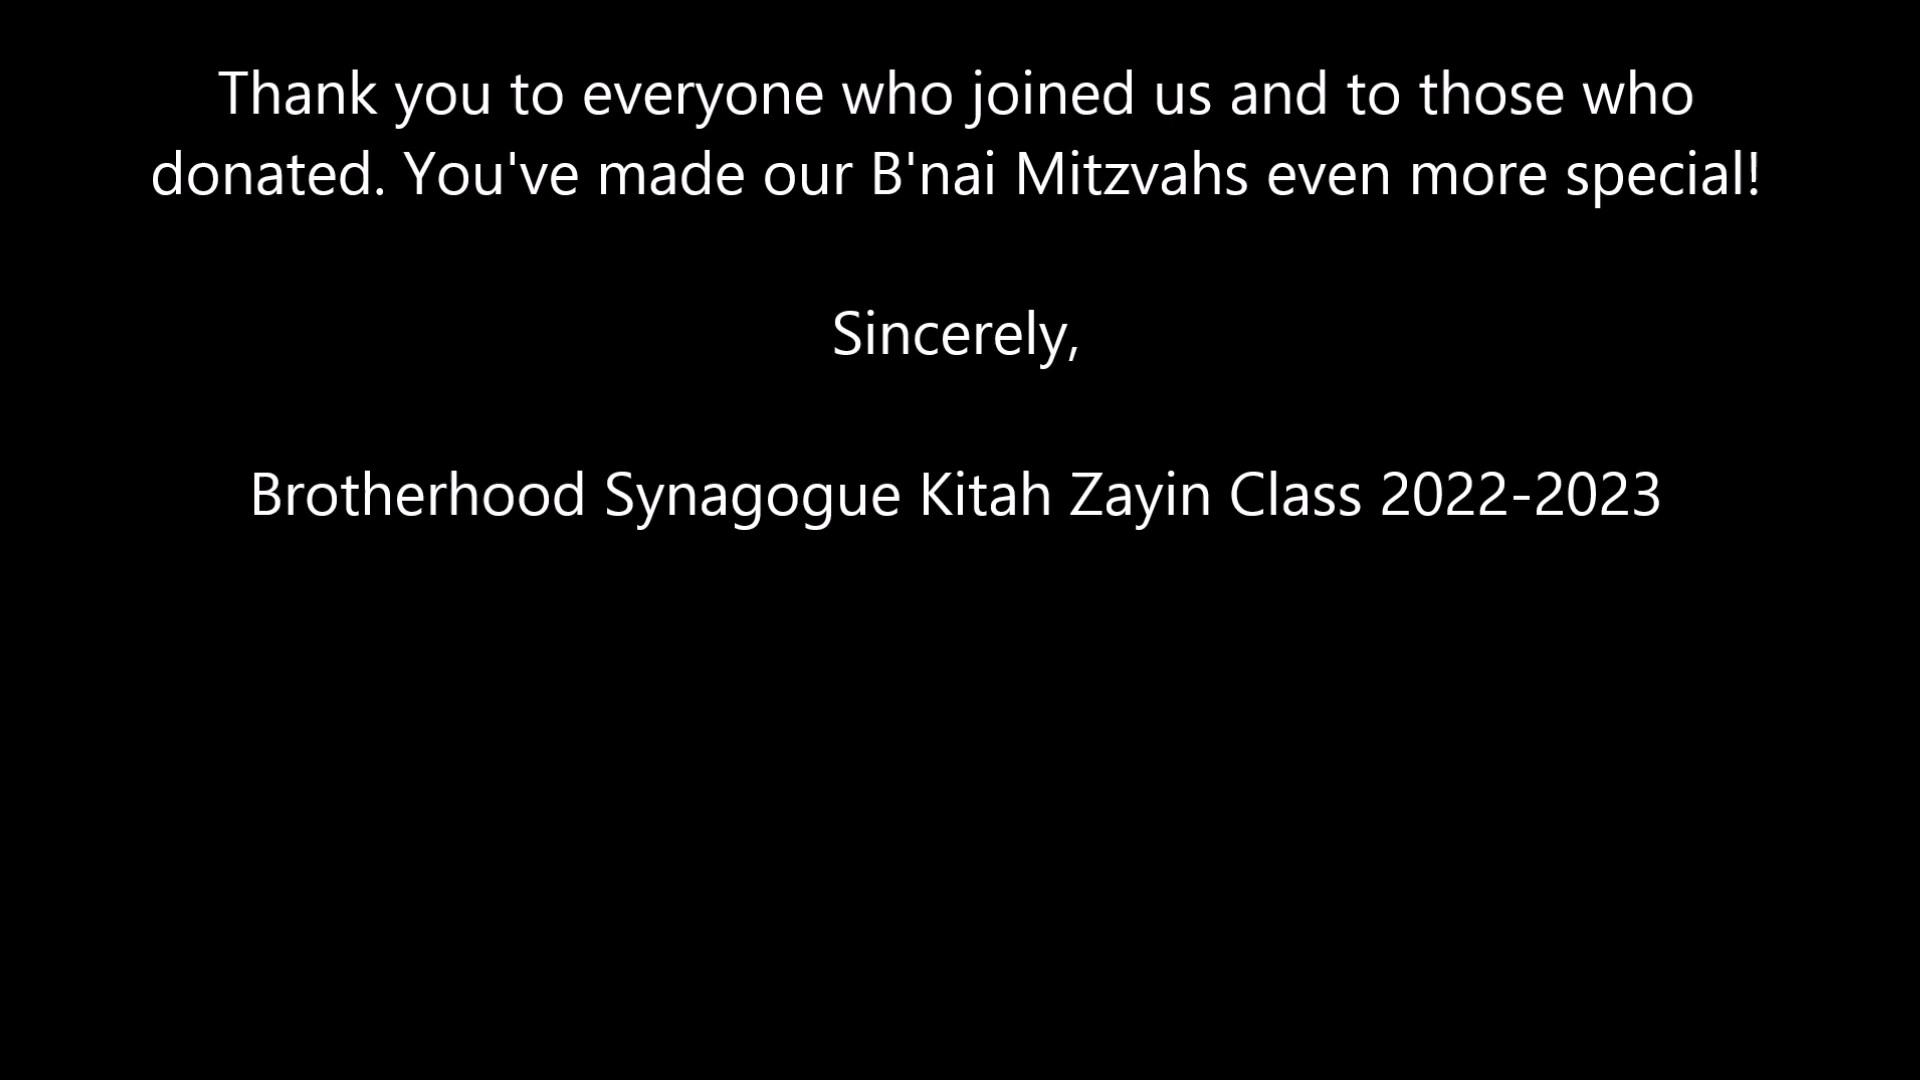 Thank you to everyone who joined us and to those who
donated. You've made our B'nai Mitzvahs even more special!
Sincerely,
Brotherhood Synagogue Kitah Zayin Class 2022-2023